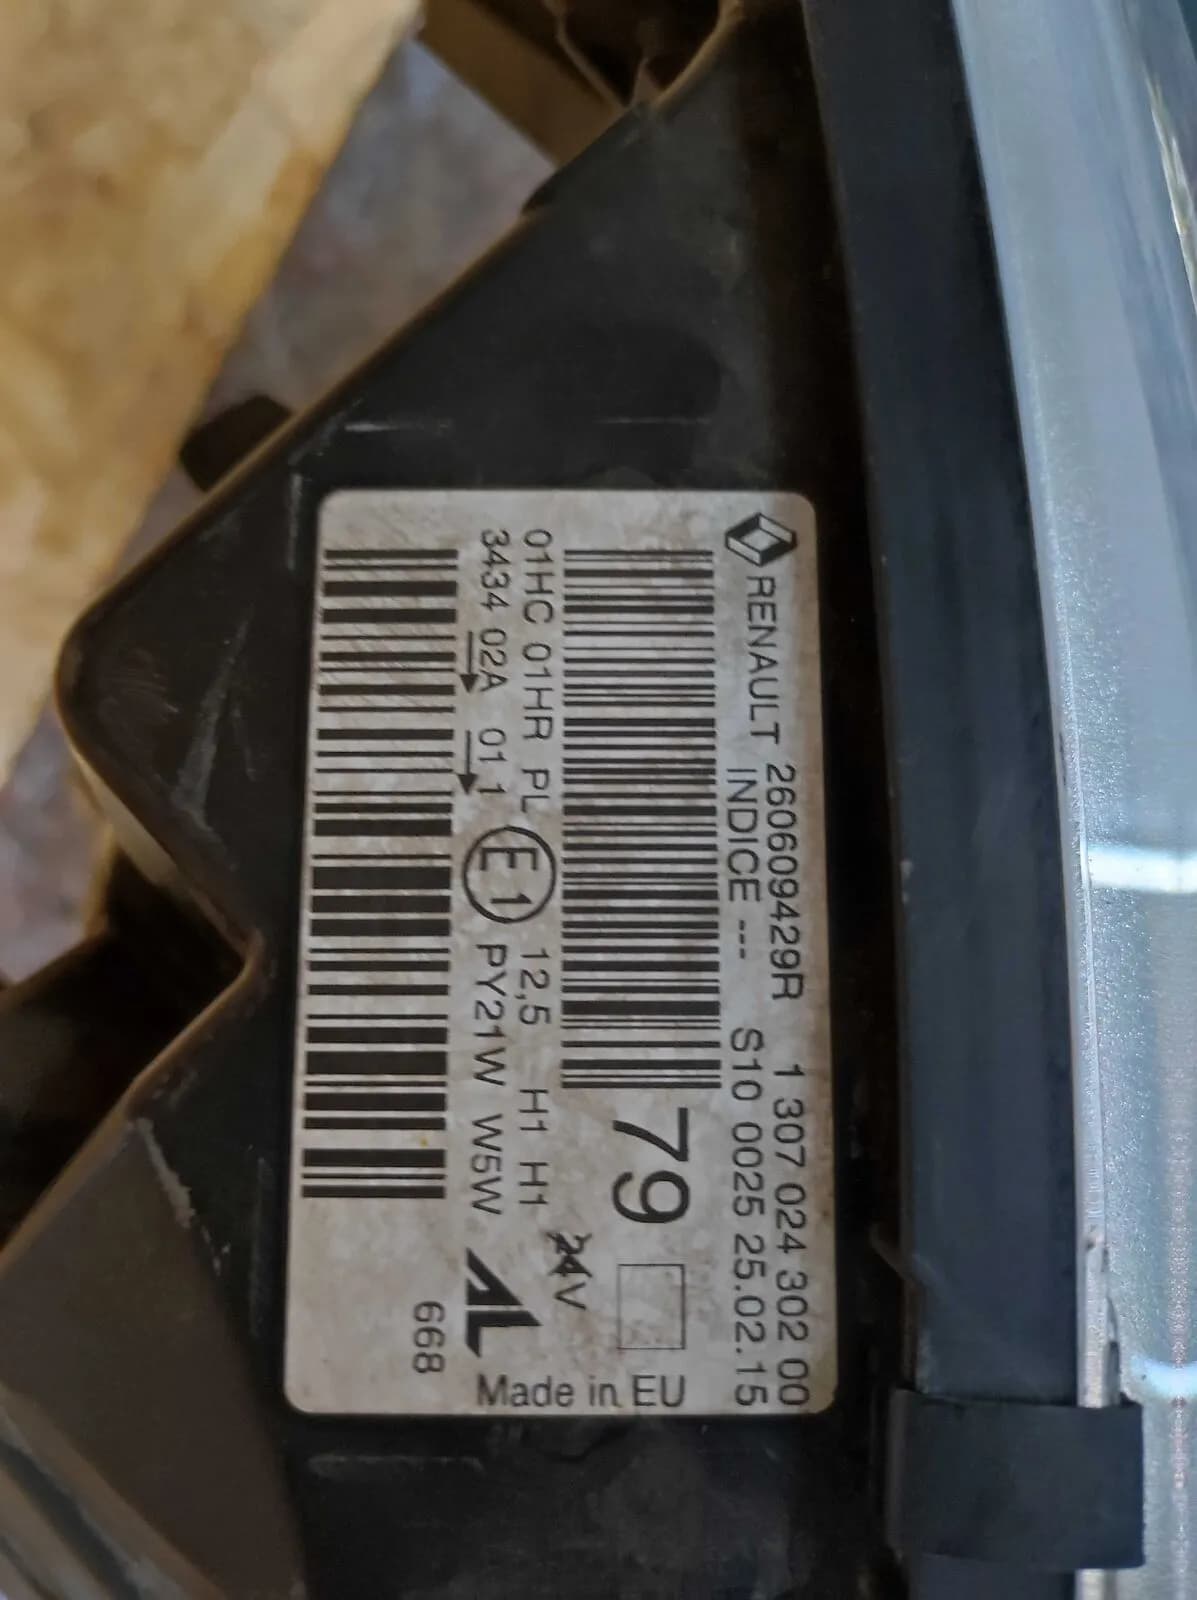 RENAULT 260609429R 1 307 024 302 00
INDICE --- S10 0025 25.02.15
79
01HC 01HR PL E1 12,5 H1 H1 24V
3434 02A 01 1 PY21W W5W AL
668
Made in EU